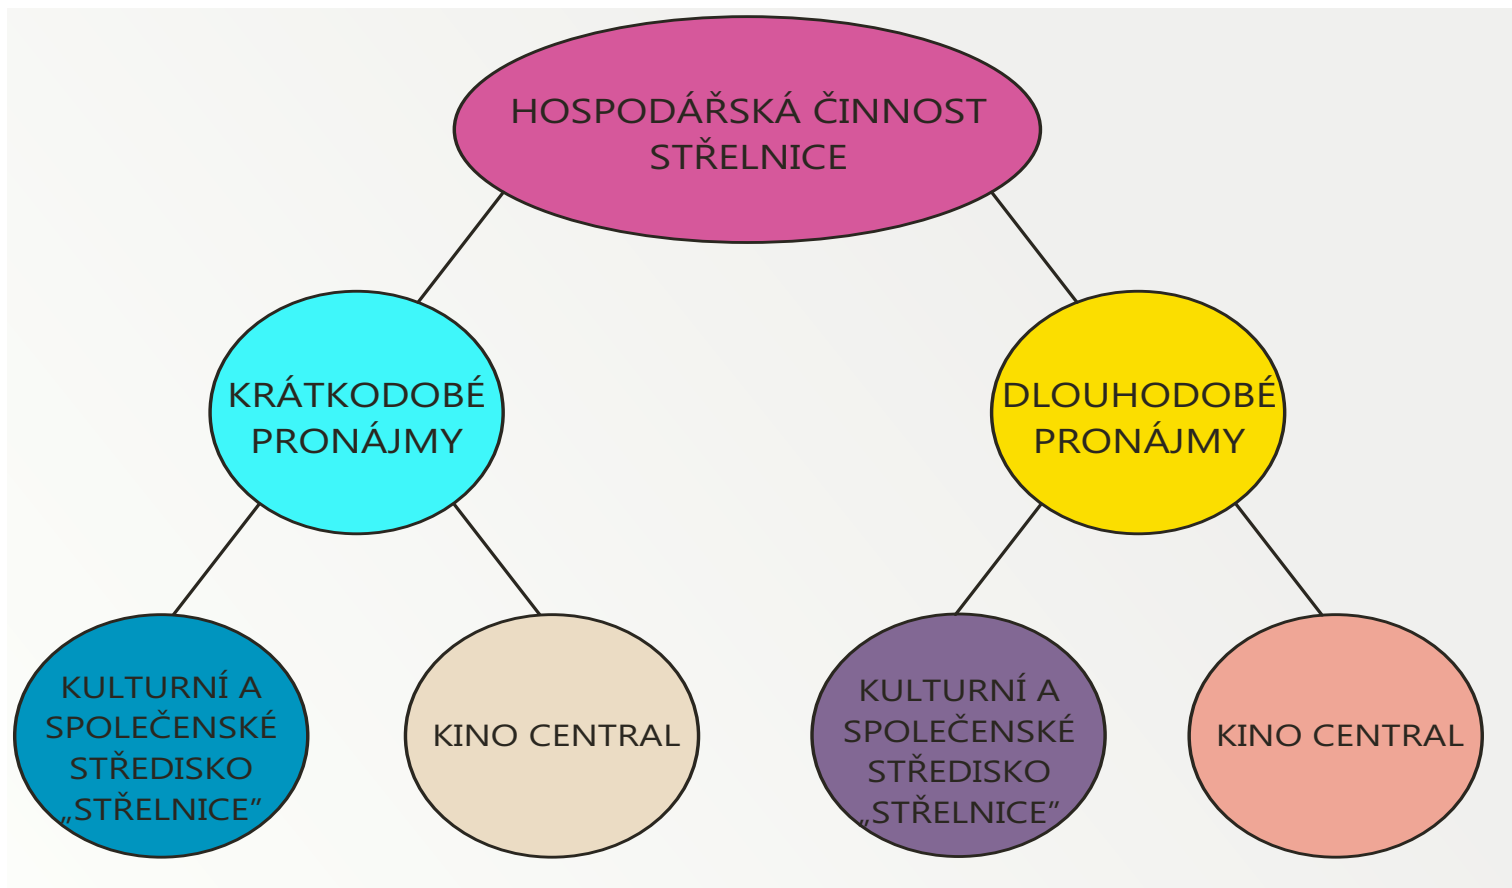 HOSPODÁŘSKÁ ČINNOST
STŘELNICE
KRÁTKODOBÉ
PRONÁJMY
DLOUHODOBÉ
PRONÁJMY
KULTURNÍ A
SPOLEČENSKÉ
STŘEDISKO
„STŘELNICE”
KINO CENTRAL
KULTURNÍ A
SPOLEČENSKÉ
STŘEDISKO
„STŘELNICE”
KINO CENTRAL